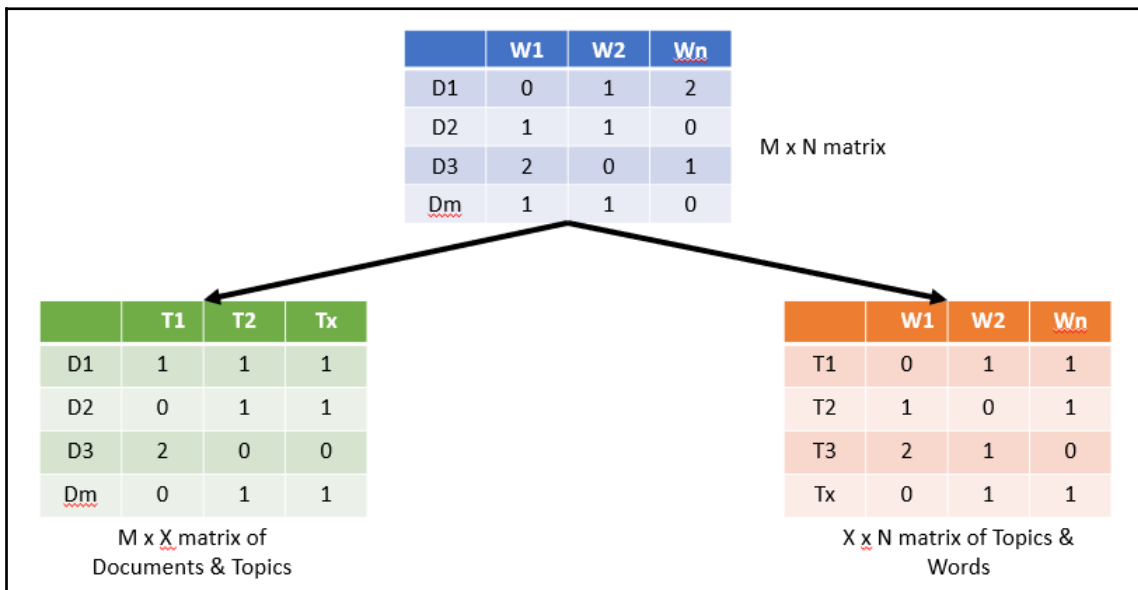 W1 W2 Wn
D1 0 1 2
D2 1 1 0
D3 2 0 1
Dm 1 1 0
M x N matrix
T1 T2 Tx
D1 1 1 1
D2 0 1 1
D3 2 0 0
Dm 0 1 1
M x X matrix of
Documents & Topics
W1 W2 Wn
T1 0 1 1
T2 1 0 1
T3 2 1 0
Tx 0 1 1
X x N matrix of Topics &
Words